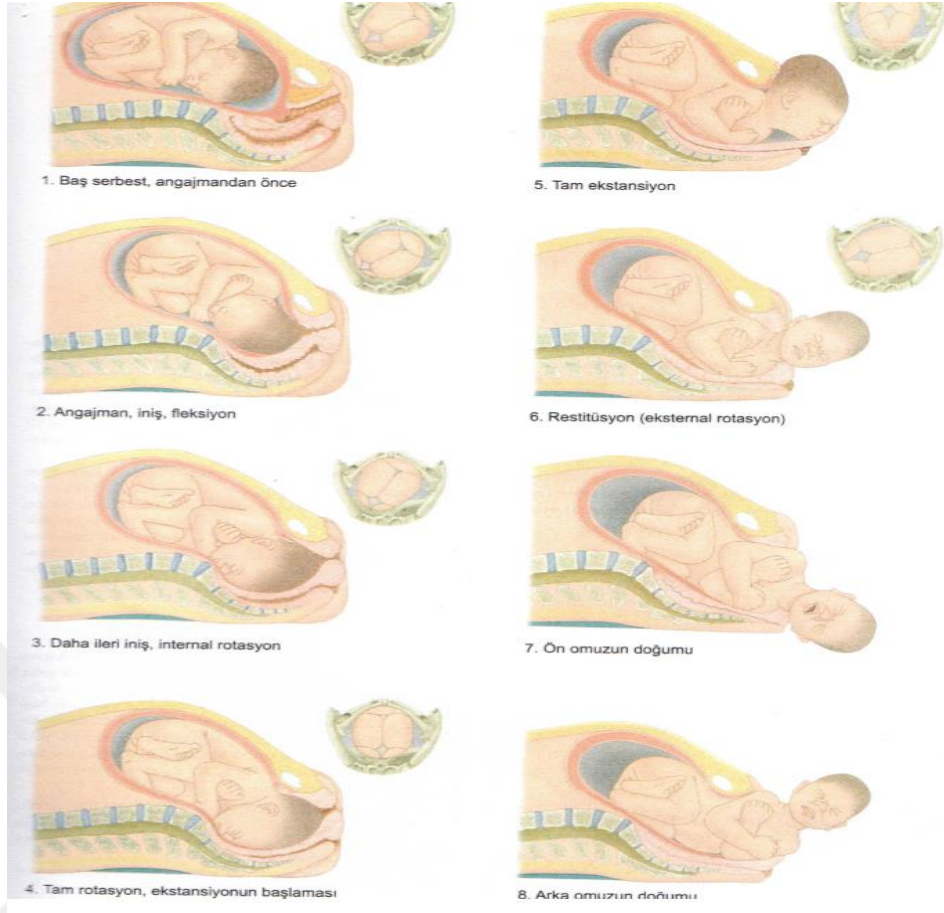 1. Baş serbest, angajmandan önce
2. Angajman, iniş, fleksiyon
3. Daha ileri iniş, internal rotasyon
4. Tam rotasyon, ekstansiyonun başlaması
5. Tam ekstansiyon
6. Restitüsyon (eksternal rotasyon)
7. Ön omuzun doğumu
8. Arka omuzun doğumu